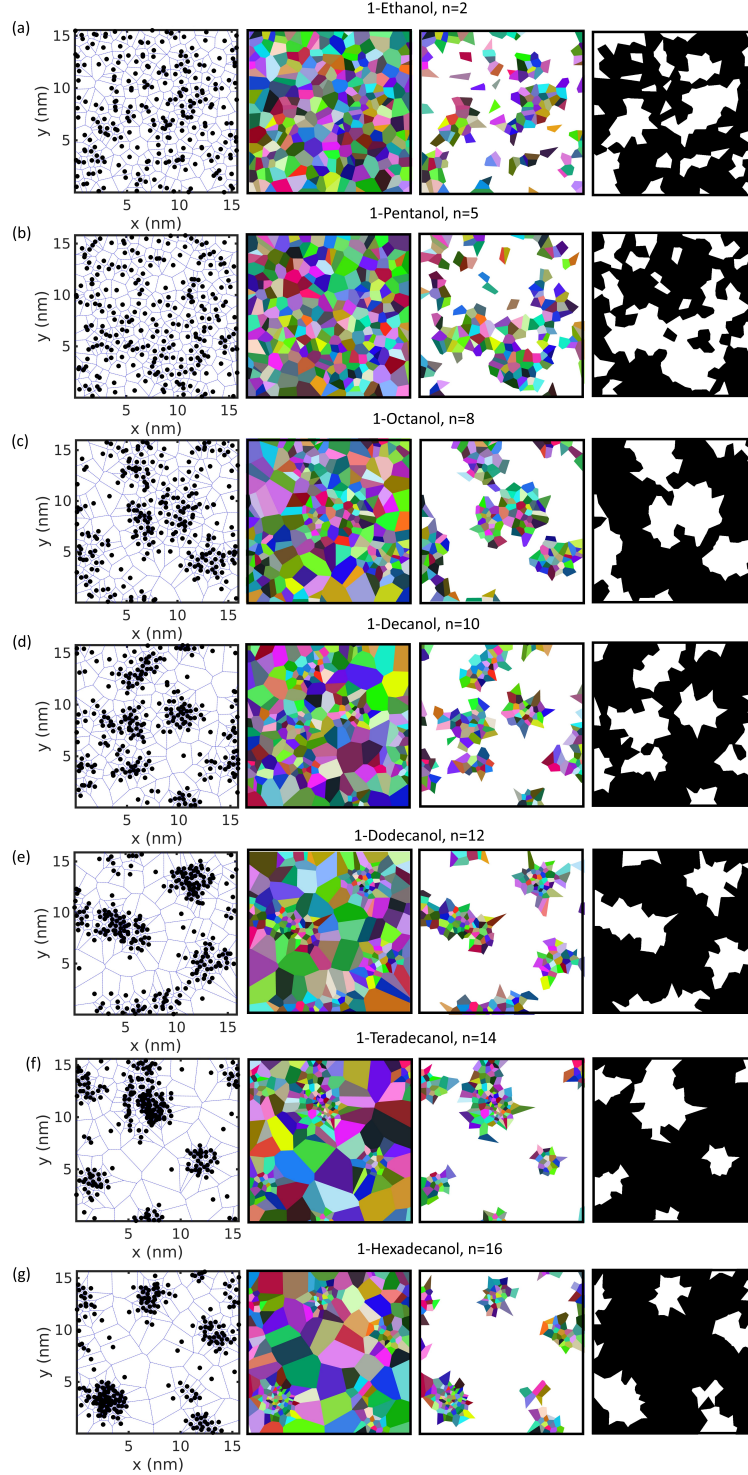 1-Ethanol, n=2
(a)
15
10
5
y (nm)
5 10 15
x (nm)
1-Pentanol, n=5
(b)
15
10
5
y (nm)
5 10 15
x (nm)
1-Octanol, n=8
(c)
15
10
5
y (nm)
5 10 15
x (nm)
1-Decanol, n=10
(d)
15
10
5
y (nm)
5 10 15
x (nm)
1-Dodecanol, n=12
(e)
15
10
5
y (nm)
5 10 15
x (nm)
1-Teradecanol, n=14
(f)
15
10
5
y (nm)
5 10 15
x (nm)
1-Hexadecanol, n=16
(g)
15
10
5
y (nm)
5 10 15
x (nm)